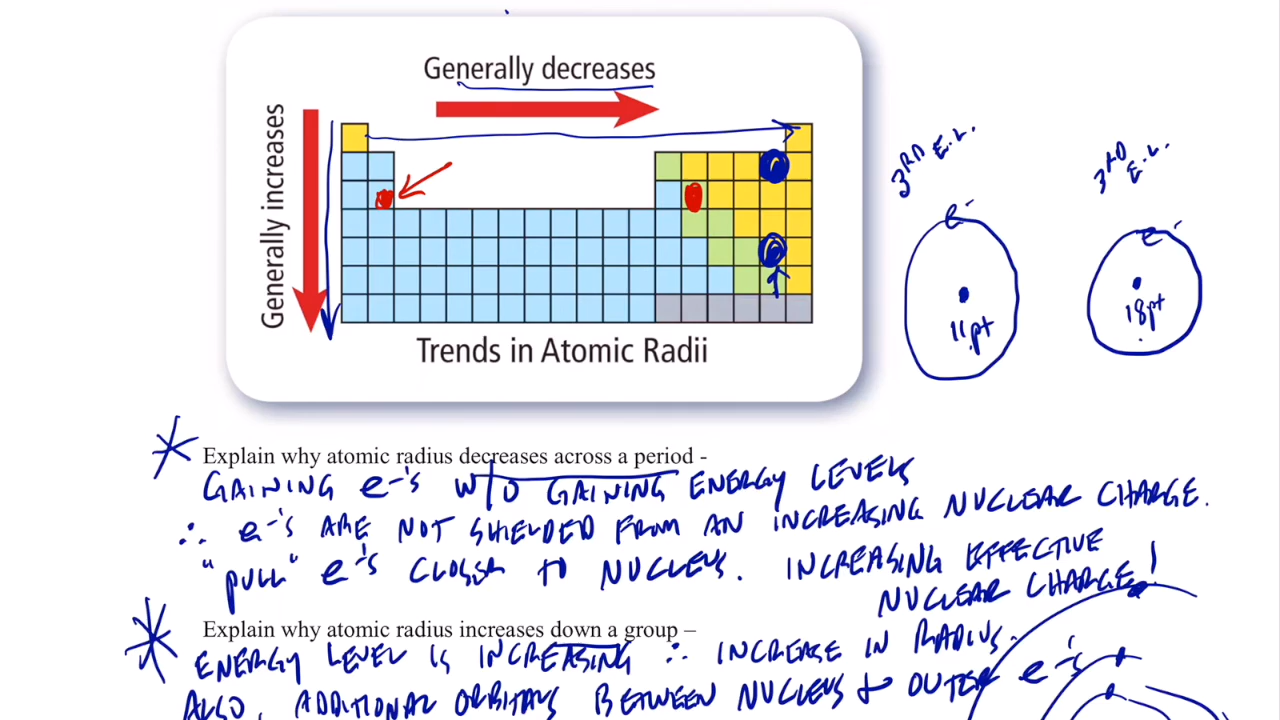 Generally decreases
Generally increases
Trends in Atomic Radii
3RD E.L.
3RD E.L.
e-
e-
11 p+
18 p+
Explain why atomic radius decreases across a period -
GAINING e-'s W/O GAINING ENERGY LEVELS
∴ e-'s ARE NOT SHIELDED FROM AN INCREASING NUCLEAR CHARGE.
"PULL" e-'s CLOSER TO NUCLEUS. INCREASING EFFECTIVE
NUCLEAR CHARGE!
Explain why atomic radius increases down a group –
ENERGY LEVEL IS INCREASING ∴ INCREASE IN RADIUS.
ALSO, ADDITIONAL ORBITALS BETWEEN NUCLEUS & OUTER e-'s